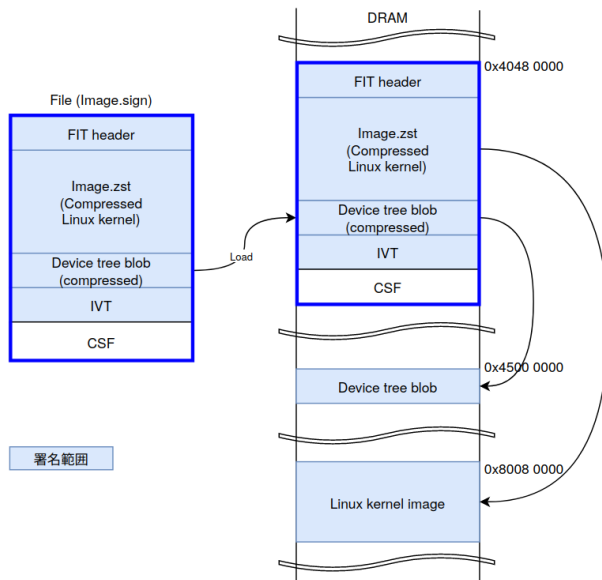 DRAM
0x4048 0000
FIT header
Image.zst
(Compressed
Linux kernel)
Device tree blob
(compressed)
IVT
CSF
File (Image.sign)
FIT header
Image.zst
(Compressed
Linux kernel)
Device tree blob
(compressed)
IVT
CSF
Load
0x4500 0000
Device tree blob
署名範囲
0x8008 0000
Linux kernel image